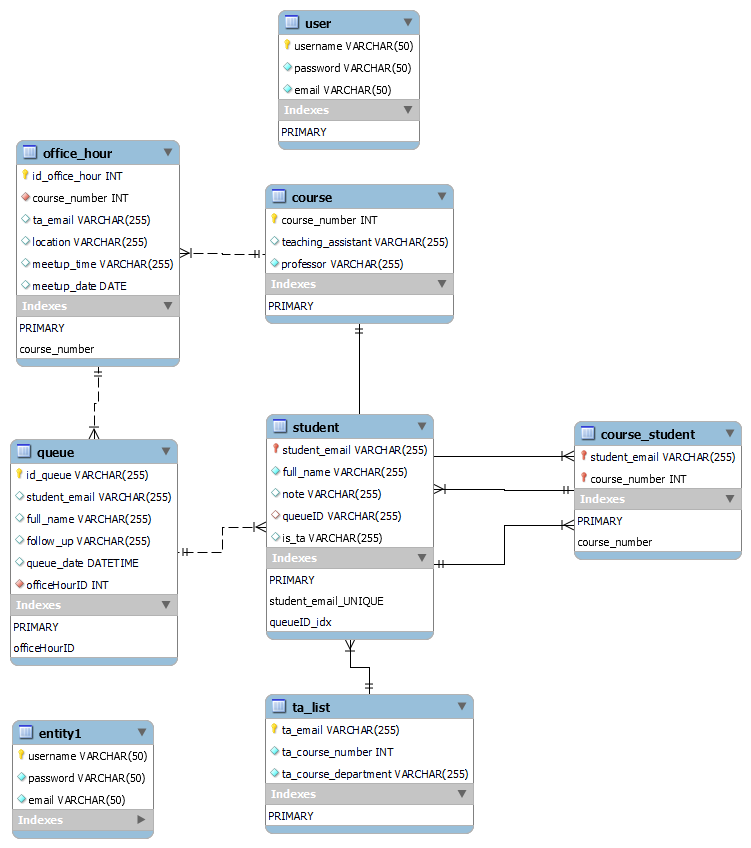 user
username VARCHAR(50)
password VARCHAR(50)
email VARCHAR(50)
Indexes
PRIMARY
office_hour
id_office_hour INT
course_number INT
ta_email VARCHAR(255)
location VARCHAR(255)
meetup_time VARCHAR(255)
meetup_date DATE
Indexes
PRIMARY
course_number
course
course_number INT
teaching_assistant VARCHAR(255)
professor VARCHAR(255)
Indexes
PRIMARY
queue
id_queue VARCHAR(255)
student_email VARCHAR(255)
full_name VARCHAR(255)
follow_up VARCHAR(255)
queue_date DATETIME
officeHourID INT
Indexes
PRIMARY
officeHourID
student
student_email VARCHAR(255)
full_name VARCHAR(255)
note VARCHAR(255)
queueID VARCHAR(255)
is_ta VARCHAR(255)
Indexes
PRIMARY
student_email_UNIQUE
queueID_idx
course_student
student_email VARCHAR(255)
course_number INT
Indexes
PRIMARY
course_number
entity1
username VARCHAR(50)
password VARCHAR(50)
email VARCHAR(50)
Indexes
ta_list
ta_email VARCHAR(255)
ta_course_number INT
ta_course_department VARCHAR(255)
Indexes
PRIMARY